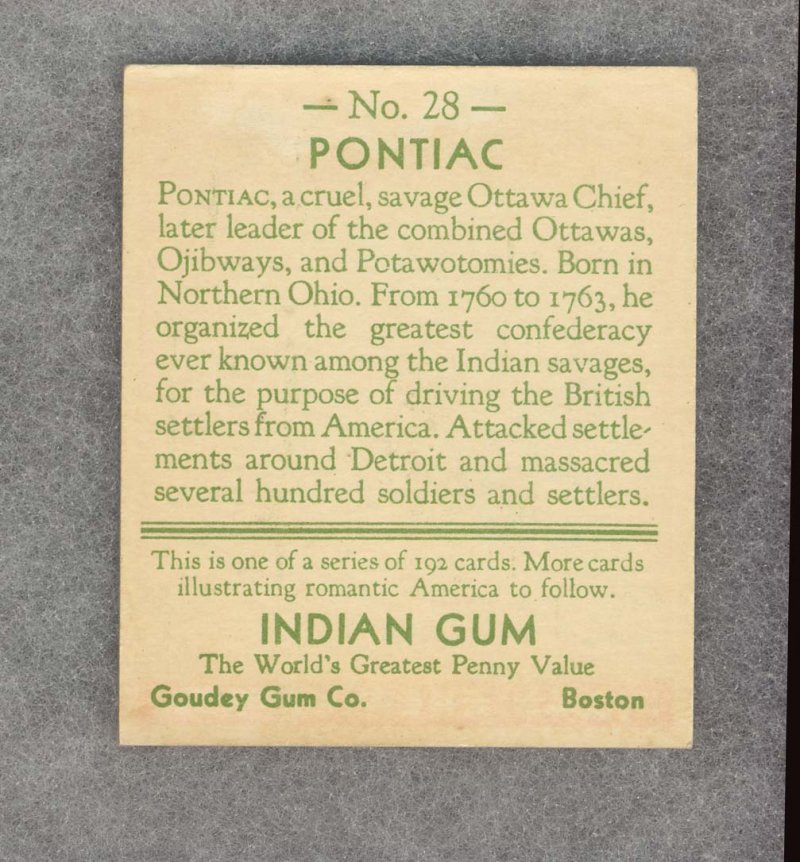 — No. 28 —
PONTIAC
PONTIAC, a cruel, savage Ottawa Chief,
later leader of the combined Ottawas,
Ojibways, and Potawotomies. Born in
Northern Ohio. From 1760 to 1763, he
organized the greatest confederacy
ever known among the Indian savages,
for the purpose of driving the British
settlers from America. Attacked settle-
ments around Detroit and massacred
several hundred soldiers and settlers.
This is one of a series of 192 cards. More cards
illustrating romantic America to follow.
INDIAN GUM
The World's Greatest Penny Value
Goudey Gum Co. Boston